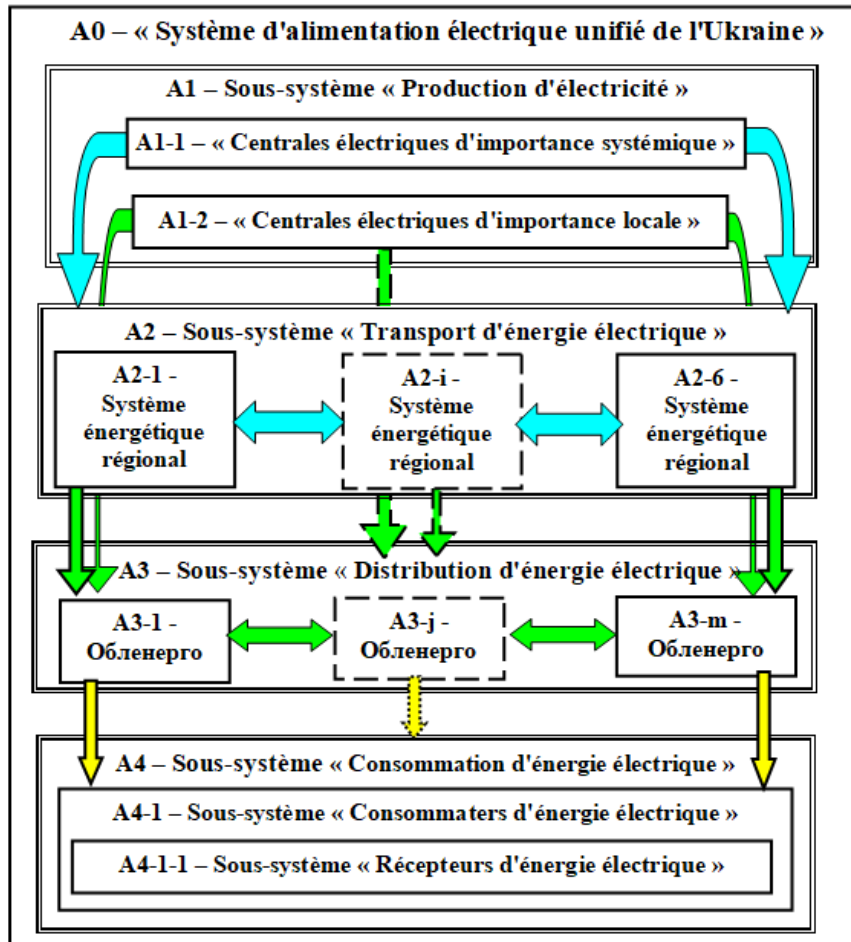 A0 – « Système d'alimentation électrique unifié de l'Ukraine »
A1 – Sous-système « Production d'électricité »
A1-1 – « Centrales électriques d'importance systémique »
A1-2 – « Centrales électriques d'importance locale »
A2 – Sous-système « Transport d'énergie électrique »
A2-1 -
Système
énergétique
régional
A2-i -
Système
énergétique
régional
A2-6 -
Système
énergétique
régional
A3 – Sous-système « Distribution d'énergie électrique »
A3-1 -
Обленерго
A3-j -
Обленерго
A3-m -
Обленерго
A4 – Sous-système « Consommation d'énergie électrique »
A4-1 – Sous-système « Consommaters d'énergie électrique »
A4-1-1 – Sous-système « Récepteurs d'énergie électrique »